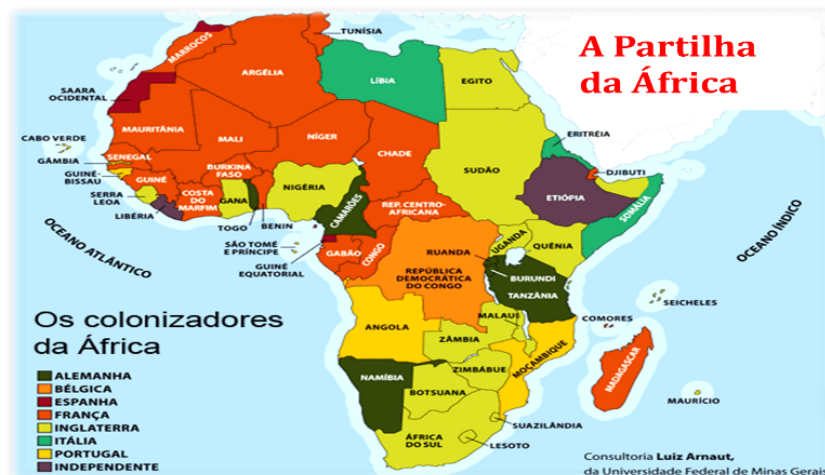 A Partilha
da África
MARROCOS
TUNÍSIA
ARGÉLIA
LÍBIA
EGITO
SAARA
OCIDENTAL
MAURITÂNIA
MALI
NÍGER
CHADE
SUDÃO
ERITRÉIA
CABO VERDE
SENEGAL
GÂMBIA
GUINÉ-
BISSAU
GUINÉ
BURKINA
FASO
DJIBUTI
NIGÉRIA
ETIÓPIA
SOMÁLIA
SERRA
LEOA
COSTA
DO
MARFIM
GANA
CAMARÕES
REP. CENTRO-
AFRICANA
LIBÉRIA
TOGO
BENIN
SÃO TOMÉ
E PRÍNCIPE
GUINÉ
EQUATORIAL
GABÃO
CONGO
RUANDA
UGANDA
QUÊNIA
REPÚBLICA
DEMOCRÁTICA
DO CONGO
BURUNDI
TANZÂNIA
OCEANO ATLÂNTICO
OCEANO ÍNDICO
SEICHELES
COMORES
MALAUÍ
ANGOLA
ZÂMBIA
MOÇAMBIQUE
MADAGASCAR
MAURÍCIO
ZIMBÁBUE
NAMÍBIA
BOTSUANA
SUAZILÂNDIA
ÁFRICA
DO SUL
LESOTO
Os colonizadores
da África
ALEMANHA
BÉLGICA
ESPANHA
FRANÇA
INGLATERRA
ITÁLIA
PORTUGAL
INDEPENDENTE
Consultoria Luiz Arnaut,
da Universidade Federal de Minas Gerais